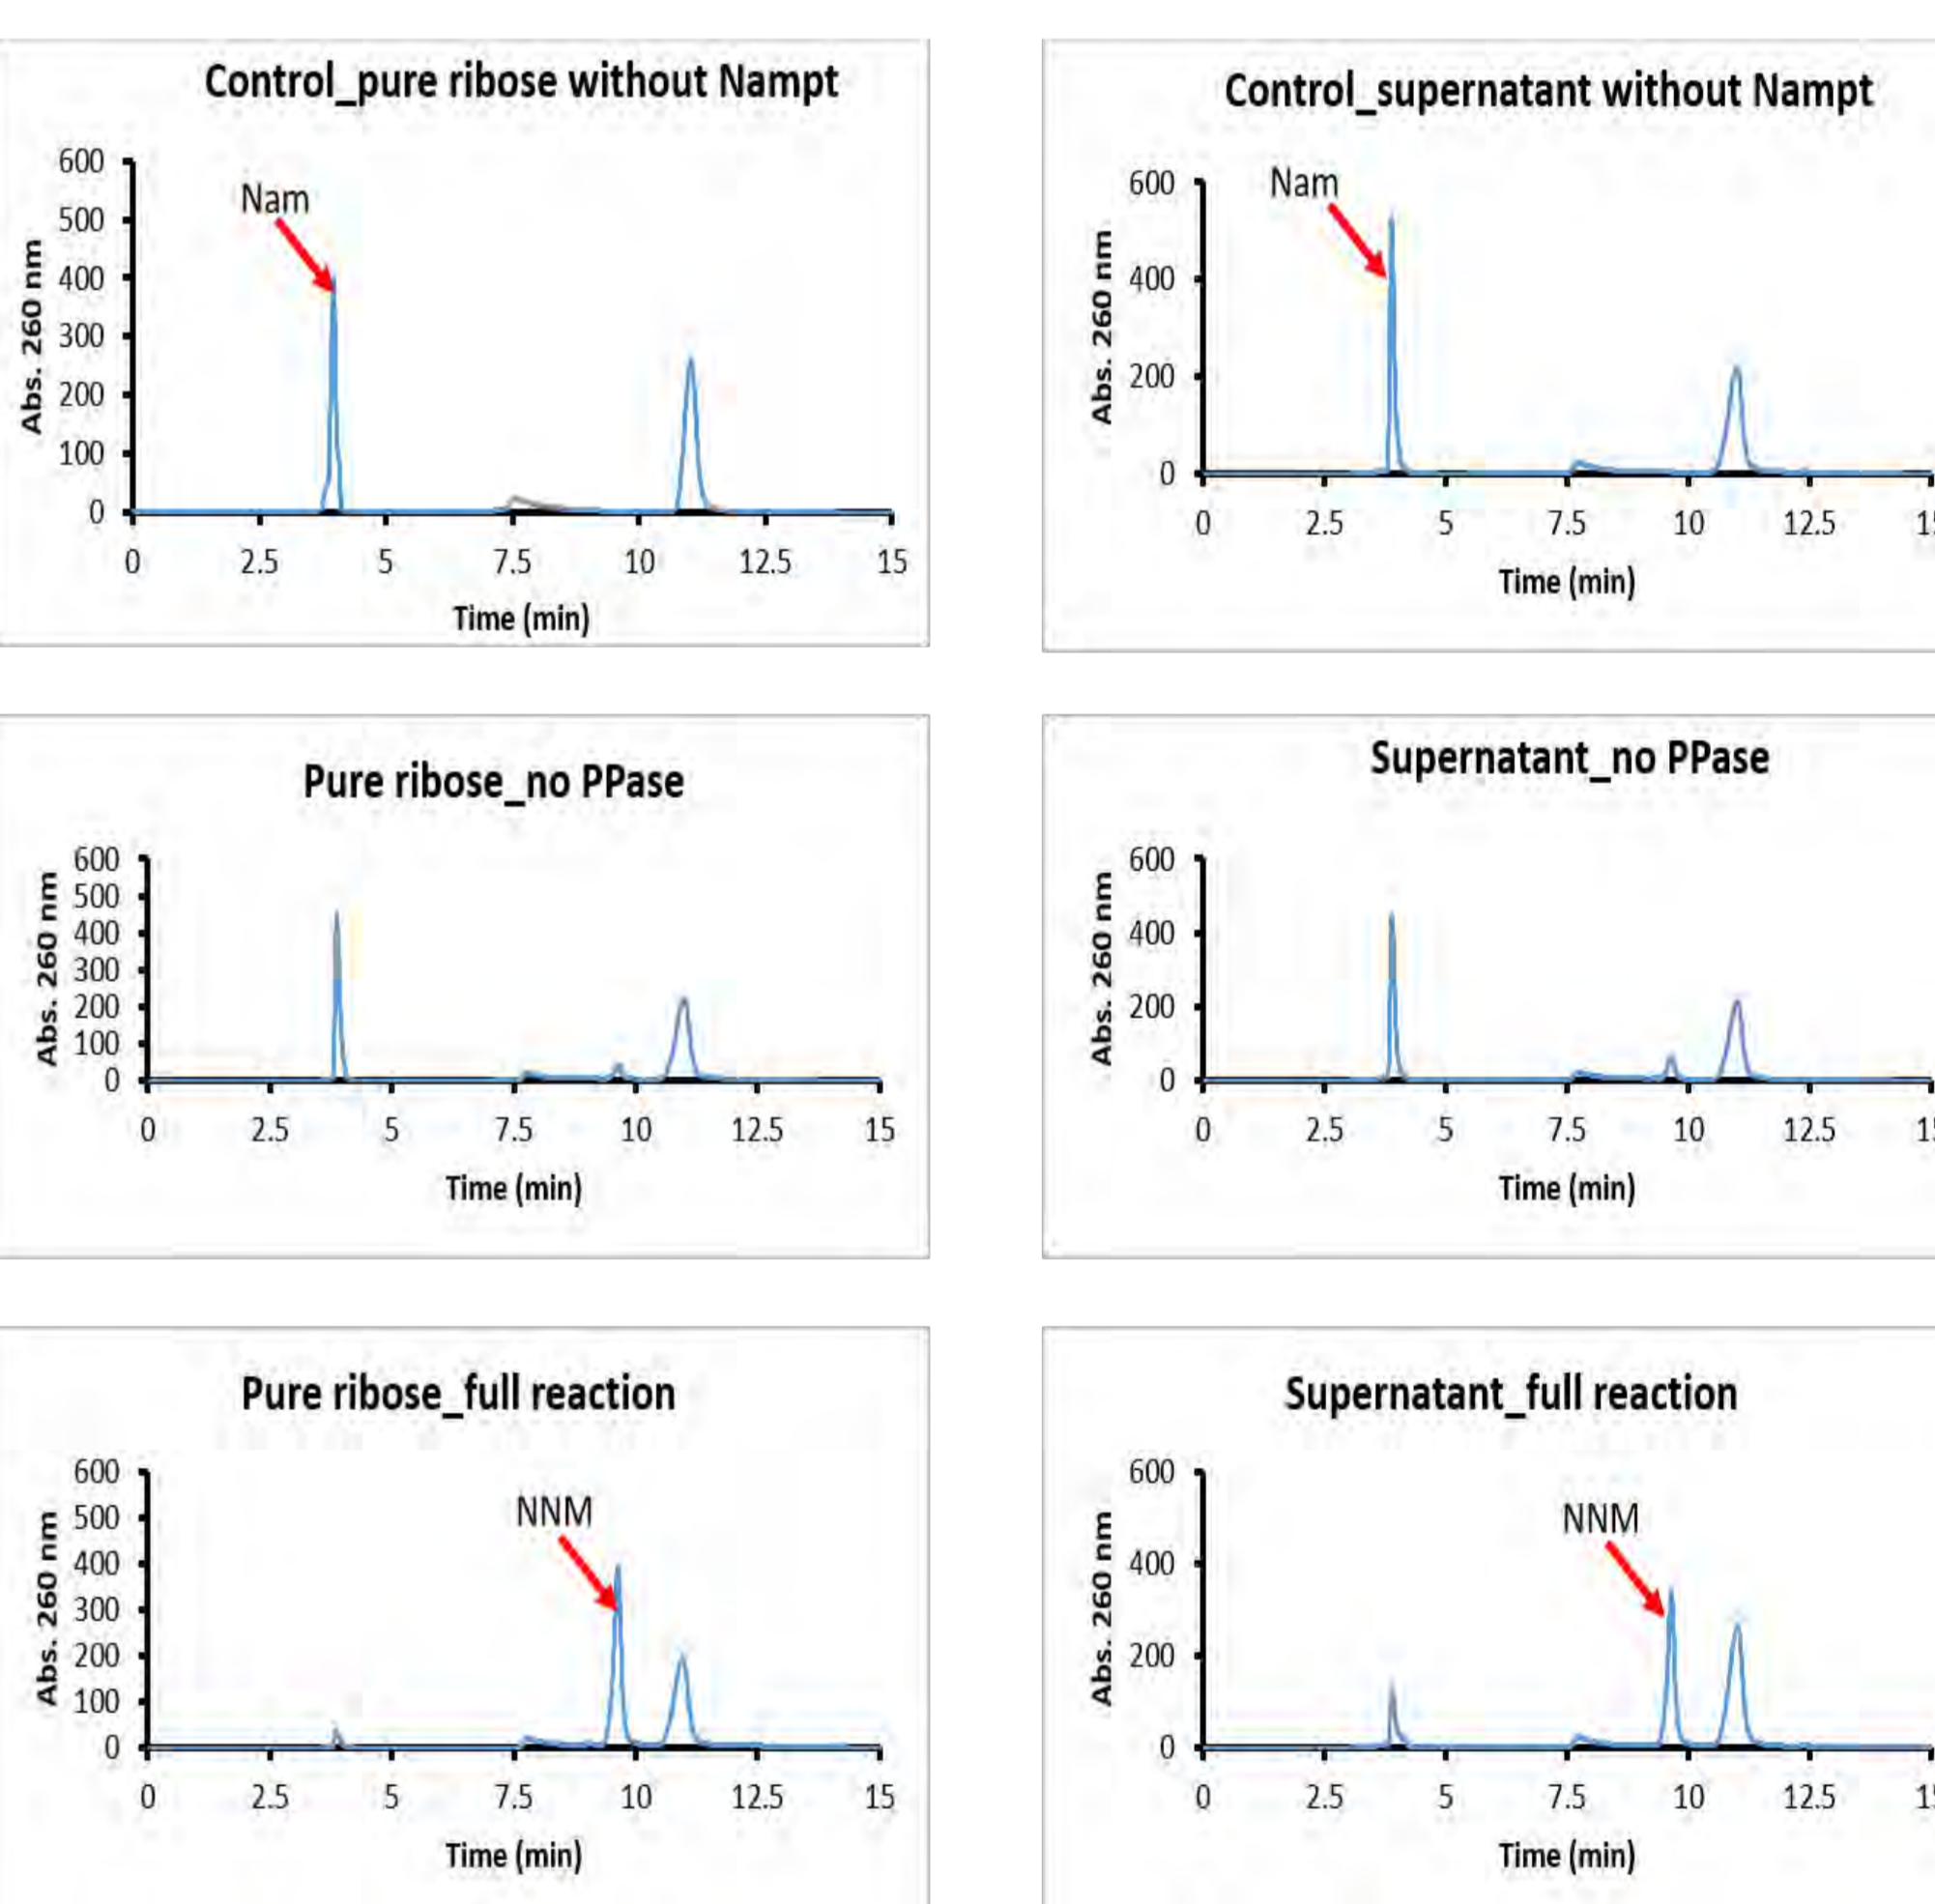 Control_pure ribose without Nampt
600
500
400
300
200
100
0
Abs. 260 nm
Nam
0 2.5 5 7.5 10 12.5 15
Time (min)
Control_supernatant without Nampt
600
400
200
0
Abs. 260 nm
Nam
0 2.5 5 7.5 10 12.5
Time (min)
Pure ribose_no PPase
600
500
400
300
200
100
0
Abs. 260 nm
0 2.5 5 7.5 10 12.5 15
Time (min)
Supernatant_no PPase
600
400
200
0
Abs. 260 nm
0 2.5 5 7.5 10 12.5
Time (min)
Pure ribose_full reaction
600
500
400
300
200
100
0
Abs. 260 nm
NNM
0 2.5 5 7.5 10 12.5 15
Time (min)
Supernatant_full reaction
600
400
200
0
Abs. 260 nm
NNM
0 2.5 5 7.5 10 12.5
Time (min)